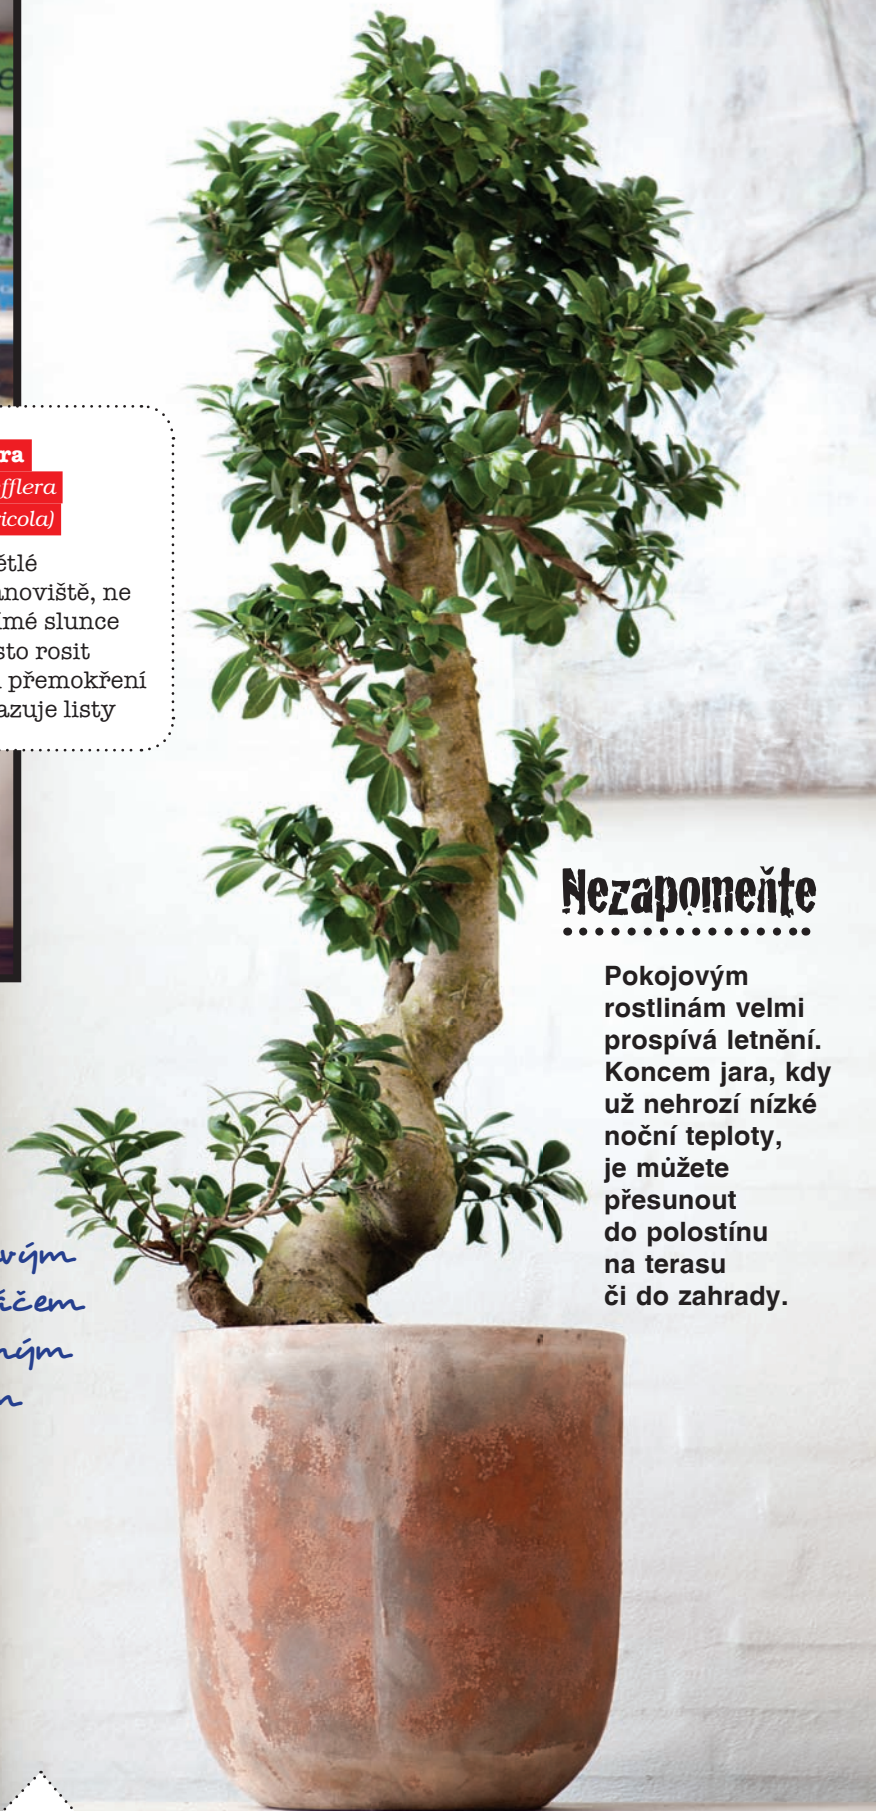 ra
fflera
icola)
ětlé
anoviště, ne
ímé slunce
sto rosit
přemokření
azuje listy
Nezapomeňte
Pokojovým
rostlinám velmi
prospívá letnění.
Koncem jara, kdy
už nehrozí nízké
noční teploty,
je můžete
přesunout
do polostínu
na terasu
či do zahrady.
vým
áčem
ným